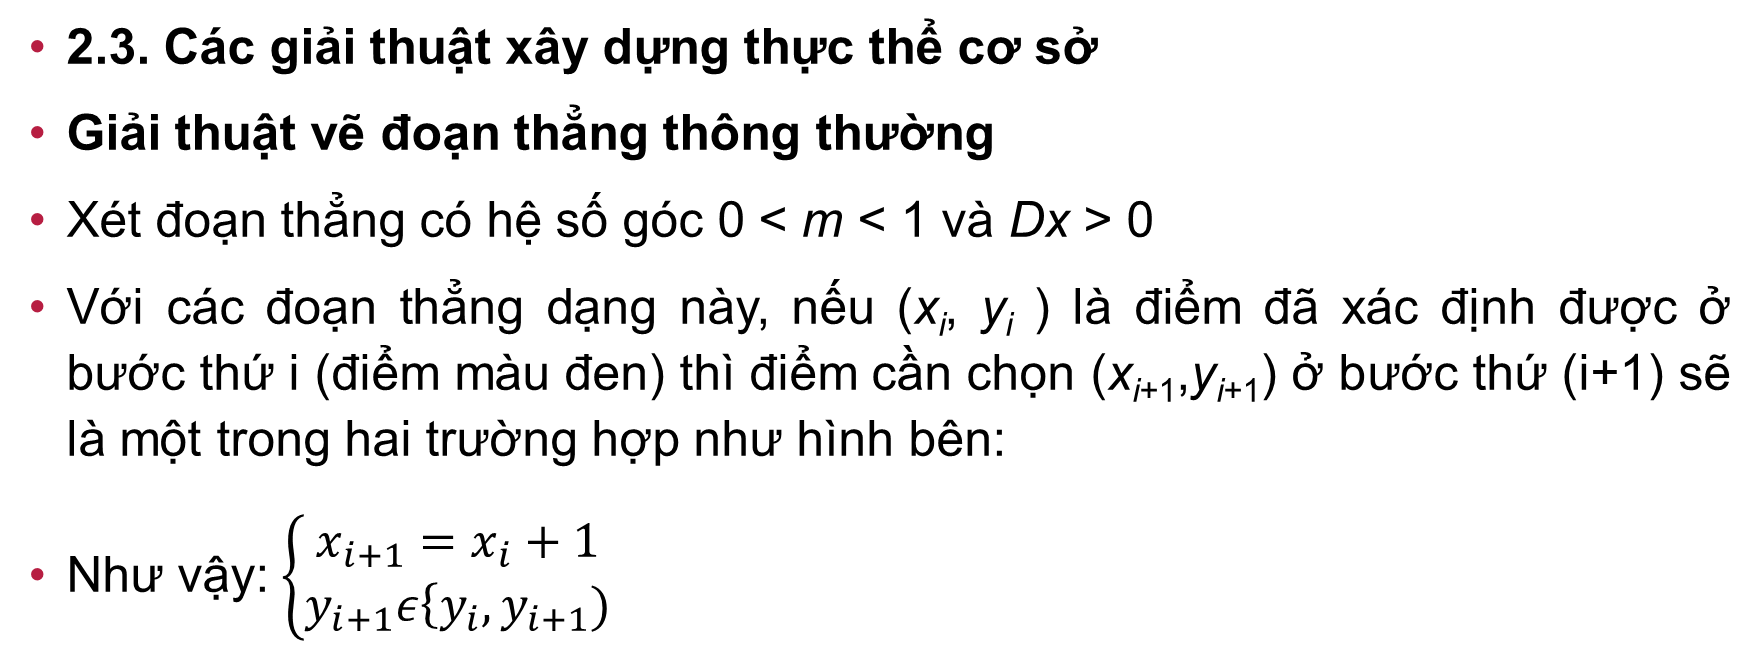 • 2.3. Các giải thuật xây dựng thực thể cơ sở
• Giải thuật vẽ đoạn thẳng thông thường
• Xét đoạn thẳng có hệ số góc 0 < m < 1 và Dx > 0
• Với các đoạn thẳng dạng này, nếu (xᵢ, yᵢ ) là điểm đã xác định được ở
bước thứ i (điểm màu đen) thì điểm cần chọn (xᵢ₊₁,yᵢ₊₁) ở bước thứ (i+1) sẽ
là một trong hai trường hợp như hình bên:
• Như vậy: { xᵢ₊₁ = xᵢ + 1
yᵢ₊₁ϵ{yᵢ, yᵢ₊₁)